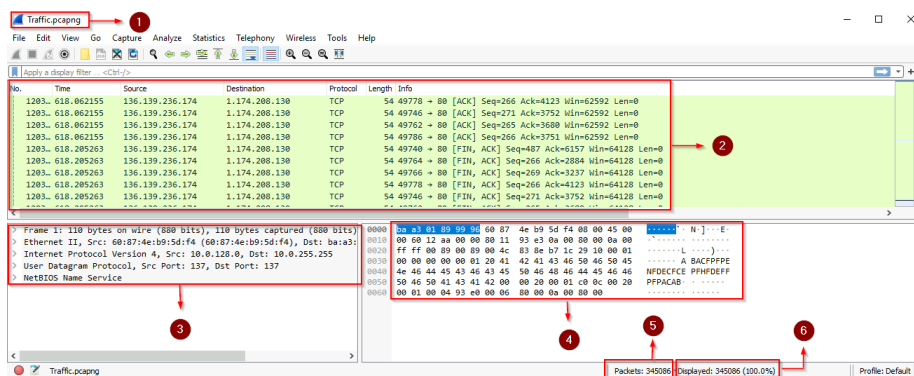 Traffic.pcapng
1
File Edit View Go Capture Analyze Statistics Telephony Wireless Tools Help
Apply a display filter ... <Ctrl-/>
No. Time Source Destination Protocol Length Info
1203… 618.062155 136.139.236.174 1.174.208.130 TCP 54 49778 → 80 [ACK] Seq=266 Ack=4123 Win=62592 Len=0
1203… 618.062155 136.139.236.174 1.174.208.130 TCP 54 49746 → 80 [ACK] Seq=271 Ack=3752 Win=62592 Len=0
1203… 618.062155 136.139.236.174 1.174.208.130 TCP 54 49762 → 80 [ACK] Seq=265 Ack=3680 Win=62592 Len=0
1203… 618.062155 136.139.236.174 1.174.208.130 TCP 54 49786 → 80 [ACK] Seq=266 Ack=3751 Win=62592 Len=0
1203… 618.205263 136.139.236.174 1.174.208.130 TCP 54 49740 → 80 [FIN, ACK] Seq=487 Ack=6157 Win=64128 Len=0
1203… 618.205263 136.139.236.174 1.174.208.130 TCP 54 49764 → 80 [FIN, ACK] Seq=266 Ack=2884 Win=64128 Len=0
1203… 618.205263 136.139.236.174 1.174.208.130 TCP 54 49766 → 80 [FIN, ACK] Seq=269 Ack=3237 Win=64128 Len=0
1203… 618.205263 136.139.236.174 1.174.208.130 TCP 54 49778 → 80 [FIN, ACK] Seq=266 Ack=4123 Win=64128 Len=0
1203… 618.205263 136.139.236.174 1.174.208.130 TCP 54 49746 → 80 [FIN, ACK] Seq=271 Ack=3752 Win=64128 Len=0
2
Frame 1: 110 bytes on wire (880 bits), 110 bytes captured (880 bits)
Ethernet II, Src: 60:87:4e:b9:5d:f4 (60:87:4e:b9:5d:f4), Dst: ba:a3:
Internet Protocol Version 4, Src: 10.0.128.0, Dst: 10.0.255.255
User Datagram Protocol, Src Port: 137, Dst Port: 137
NetBIOS Name Service
3
0000 ba a3 01 89 99 96 60 87 4e b9 5d f4 08 00 45 00 ······`· N·]···E·
0010 00 60 12 aa 00 00 80 11 93 e3 0a 00 80 00 0a 00
0020 ff ff 00 89 00 89 00 4c 83 8e b7 1c 29 10 00 01
0030 00 00 00 00 00 01 20 41 42 41 43 46 50 46 50 45 ······ A BACFPFPE
0040 4e 46 44 45 43 46 43 45 50 46 48 46 44 45 46 46 NFDECFCE PFHFDEFF
0050 50 46 50 41 43 41 42 00 00 20 00 01 c0 0c 00 20 PFPACAB· · ·····
0060 00 01 00 04 93 e0 00 06 80 00 0a 00 80 00
4
5
6
Traffic.pcapng
Packets: 345086 · Displayed: 345086 (100.0%)
Profile: Default